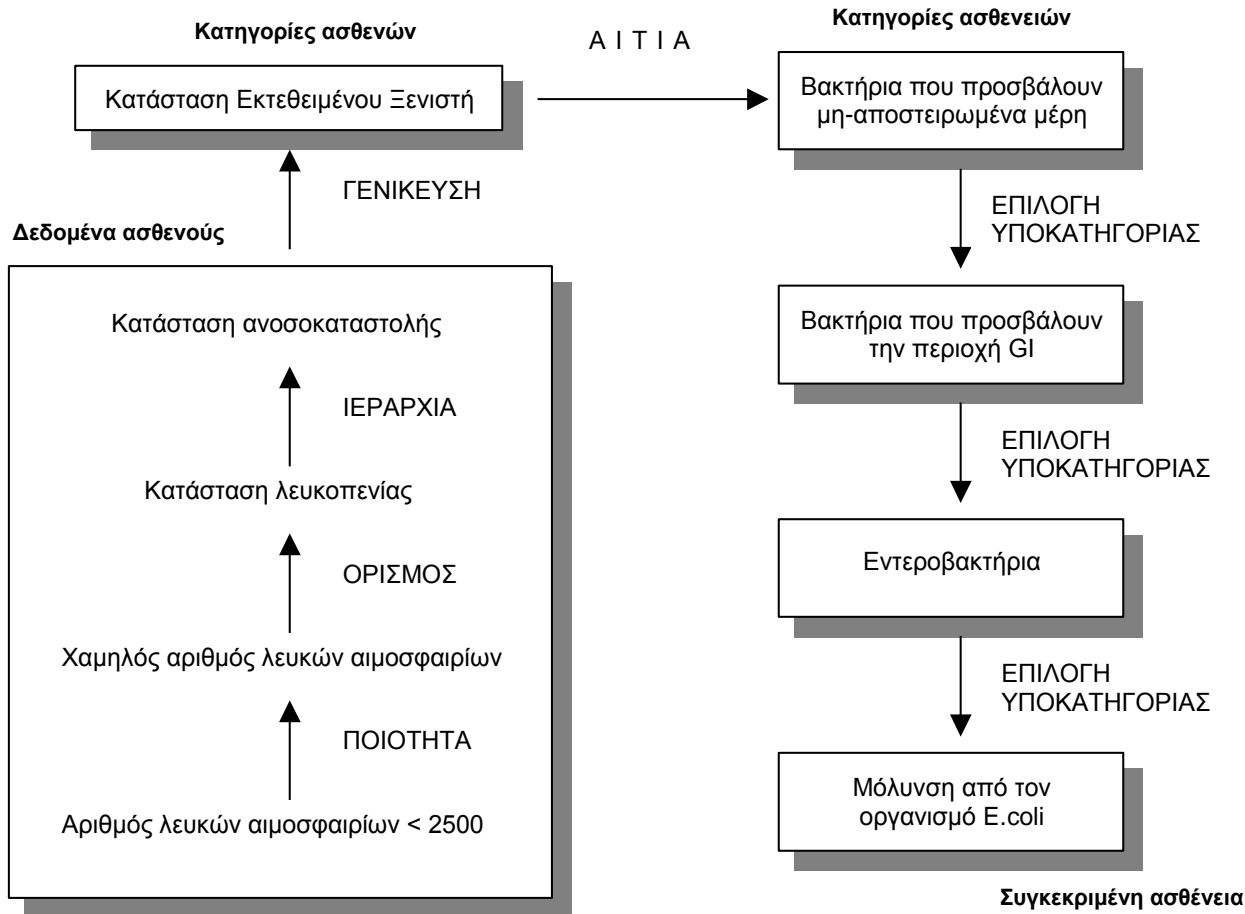 Κατηγορίες ασθενών
Κατάσταση Εκτεθειμένου Ξενιστή
ΓΕΝΙΚΕΥΣΗ
Δεδομένα ασθενούς
Κατάσταση ανοσοκαταστολής
ΙΕΡΑΡΧΙΑ
Κατάσταση λευκοπενίας
ΟΡΙΣΜΟΣ
Χαμηλός αριθμός λευκών αιμοσφαιρίων
ΠΟΙΟΤΗΤΑ
Αριθμός λευκών αιμοσφαιρίων < 2500
Α Ι Τ Ι Α
Κατηγορίες ασθενειών
Βακτήρια που προσβάλουν
μη-αποστειρωμένα μέρη
ΕΠΙΛΟΓΗ
ΥΠΟΚΑΤΗΓΟΡΙΑΣ
Βακτήρια που προσβάλουν
την περιοχή GI
ΕΠΙΛΟΓΗ
ΥΠΟΚΑΤΗΓΟΡΙΑΣ
Εντεροβακτήρια
ΕΠΙΛΟΓΗ
ΥΠΟΚΑΤΗΓΟΡΙΑΣ
Μόλυνση από τον
οργανισμό E.coli
Συγκεκριμένη ασθένεια